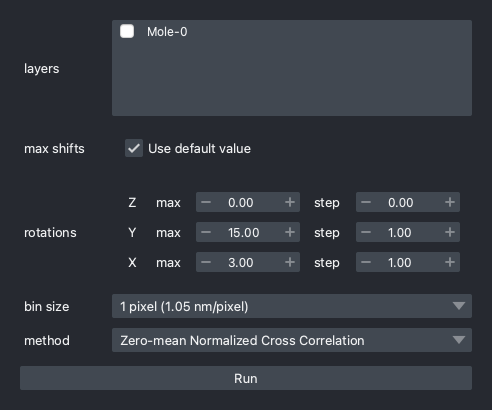 Mole-0
layers
max shifts Use default value
Z max − 0.00 + step − 0.00 +
rotations Y max − 15.00 + step − 1.00 +
X max − 3.00 + step − 1.00 +
bin size 1 pixel (1.05 nm/pixel)
method Zero-mean Normalized Cross Correlation
Run